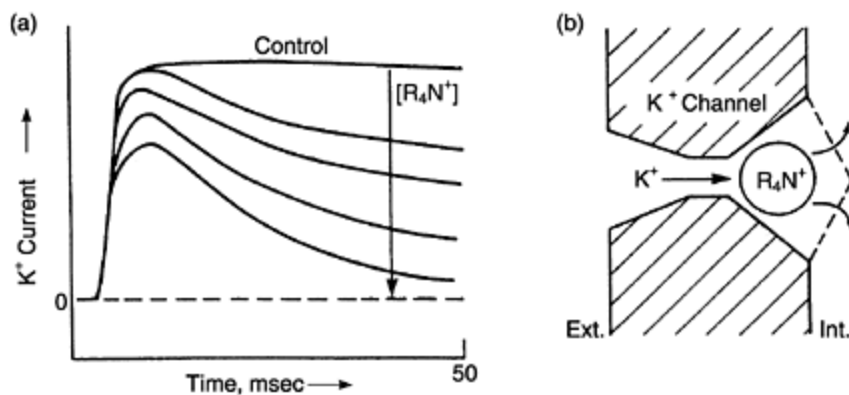 (a)
Control
[R₄N⁺]
K⁺ Current
0
Time, msec
50
(b)
K⁺ Channel
K⁺
R₄N⁺
Ext.
Int.